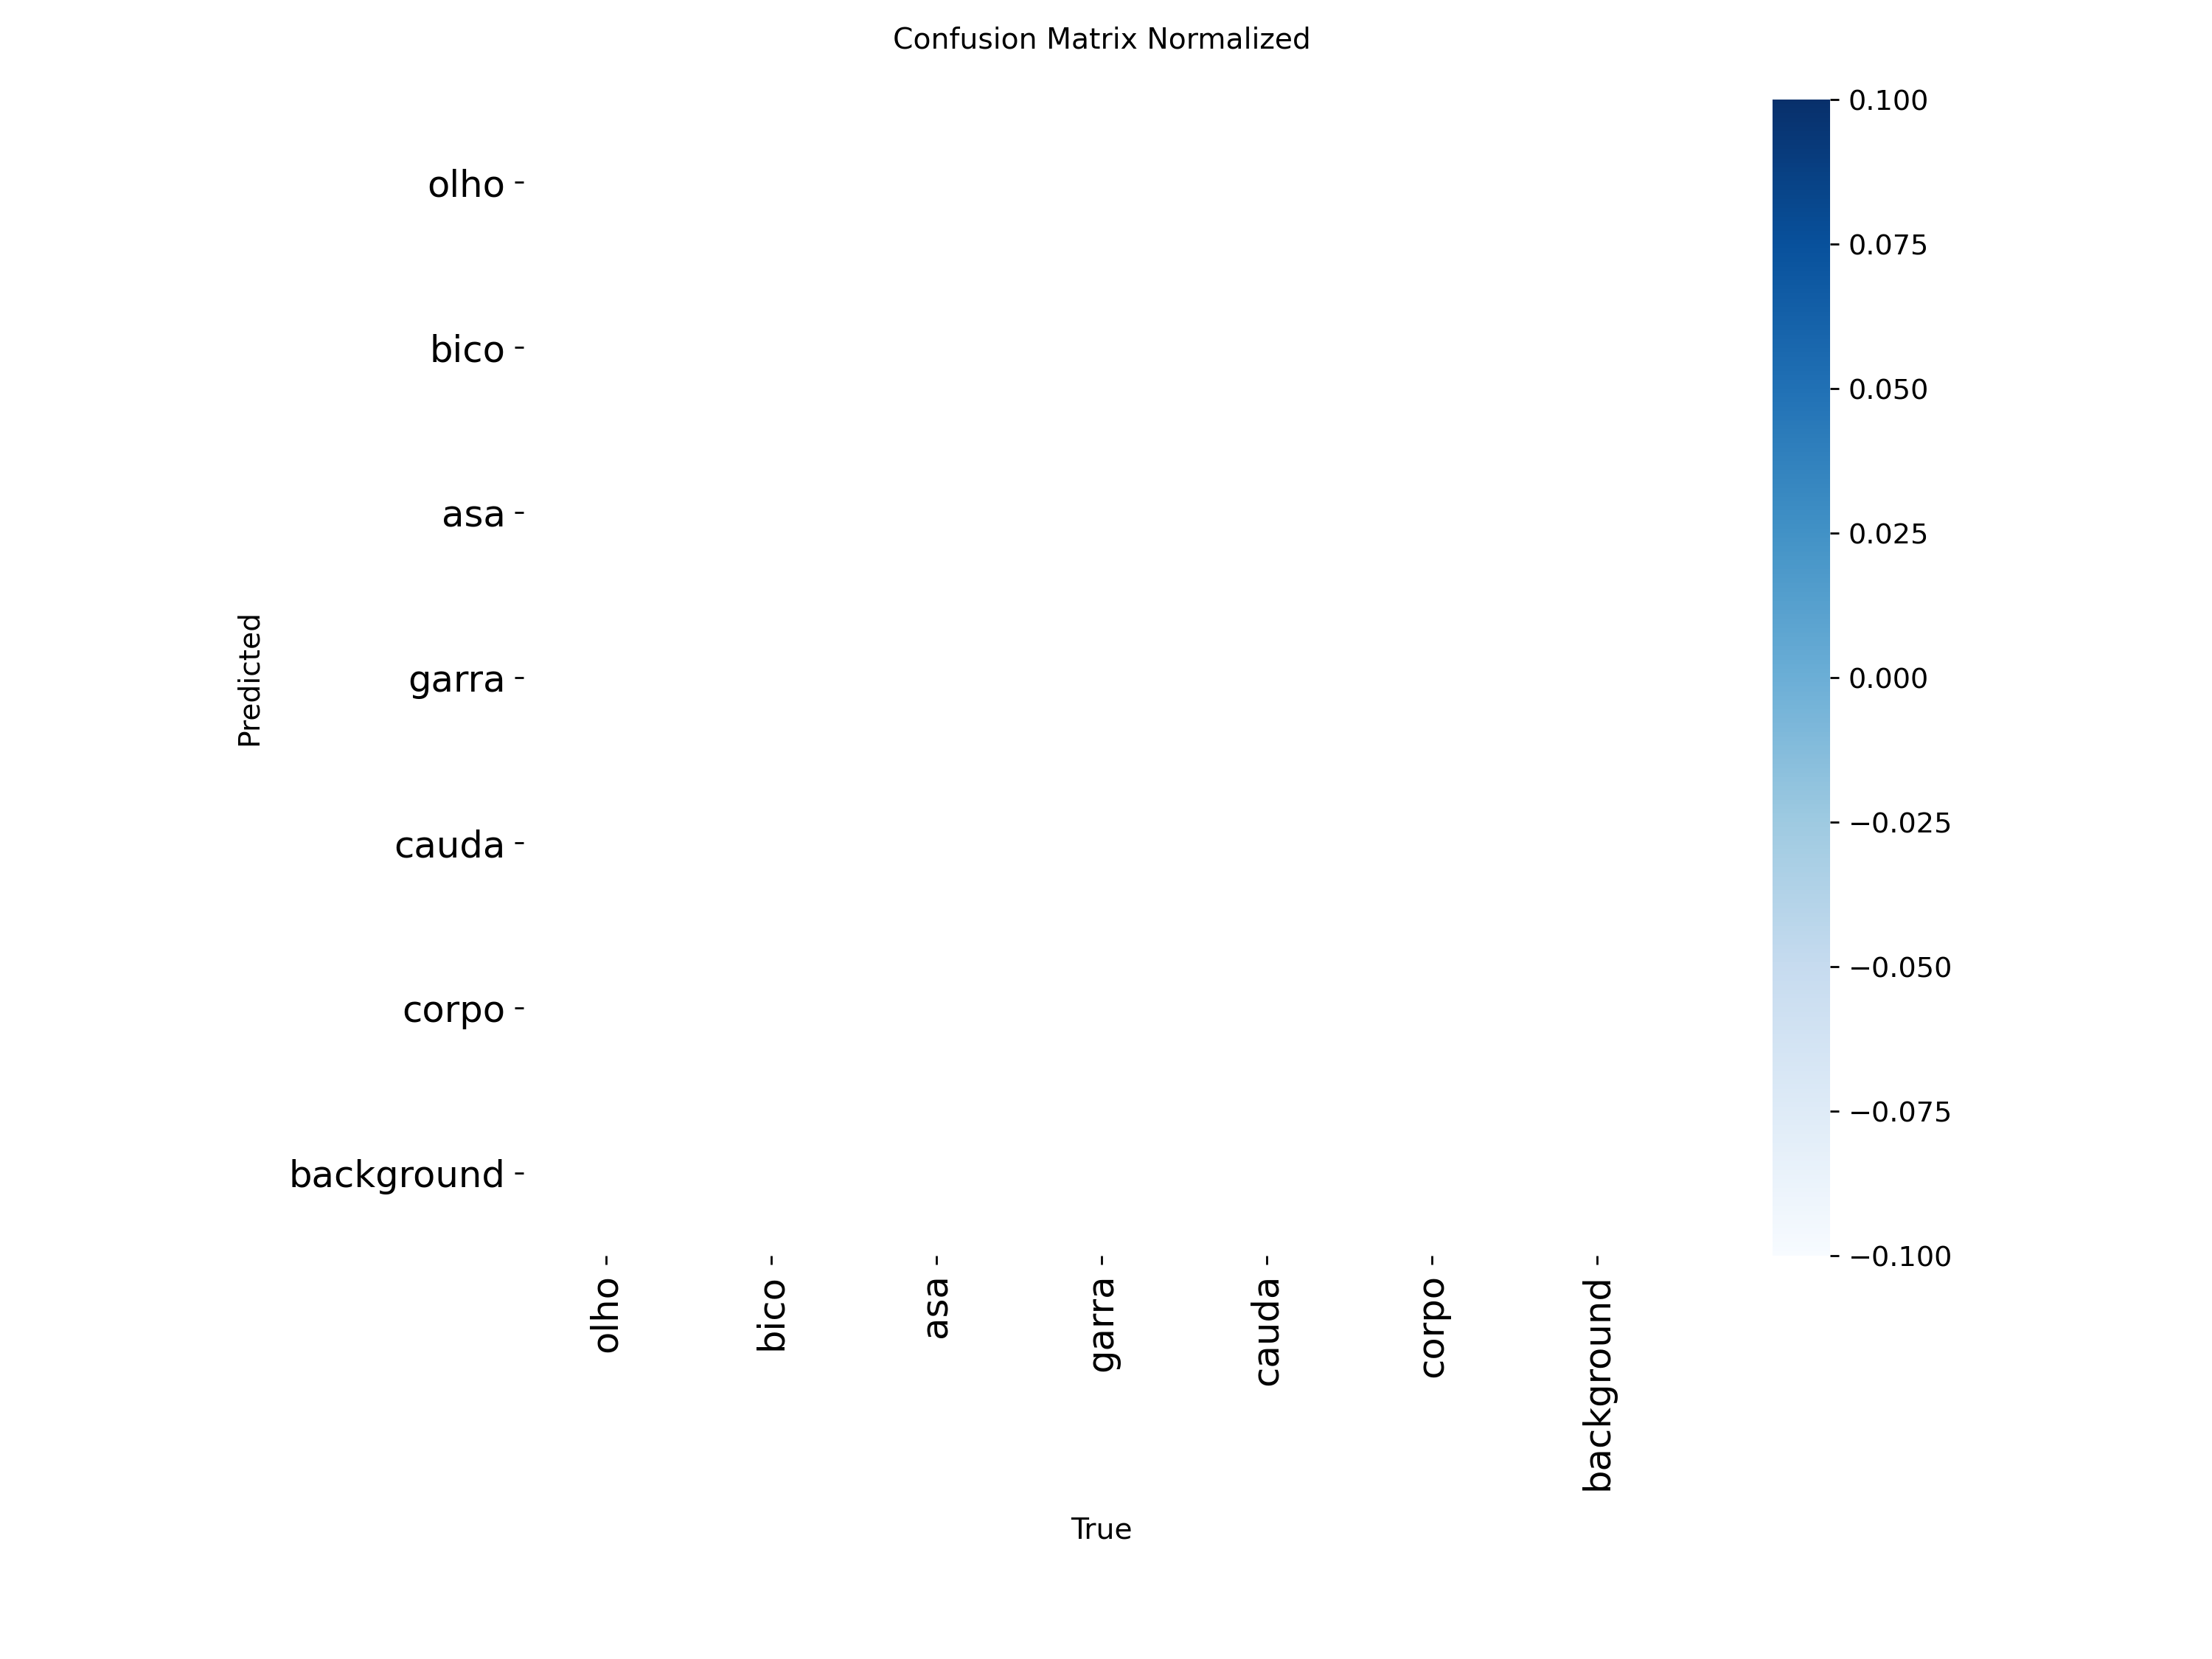 Confusion Matrix Normalized
Predicted
olho
bico
asa
garra
cauda
corpo
background
olho
bico
asa
garra
cauda
corpo
background
True
0.100
0.075
0.050
0.025
0.000
−0.025
−0.050
−0.075
−0.100